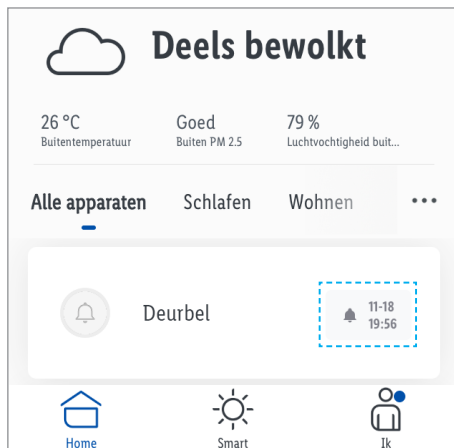 Deels bewolkt
26 °C Goed 79 %
Buitentemperatuur Buiten PM 2.5 Luchtvochtigheid buit...
Alle apparaten Schlafen Wohnen
Deurbel
11-18
19:56
Home Smart Ik